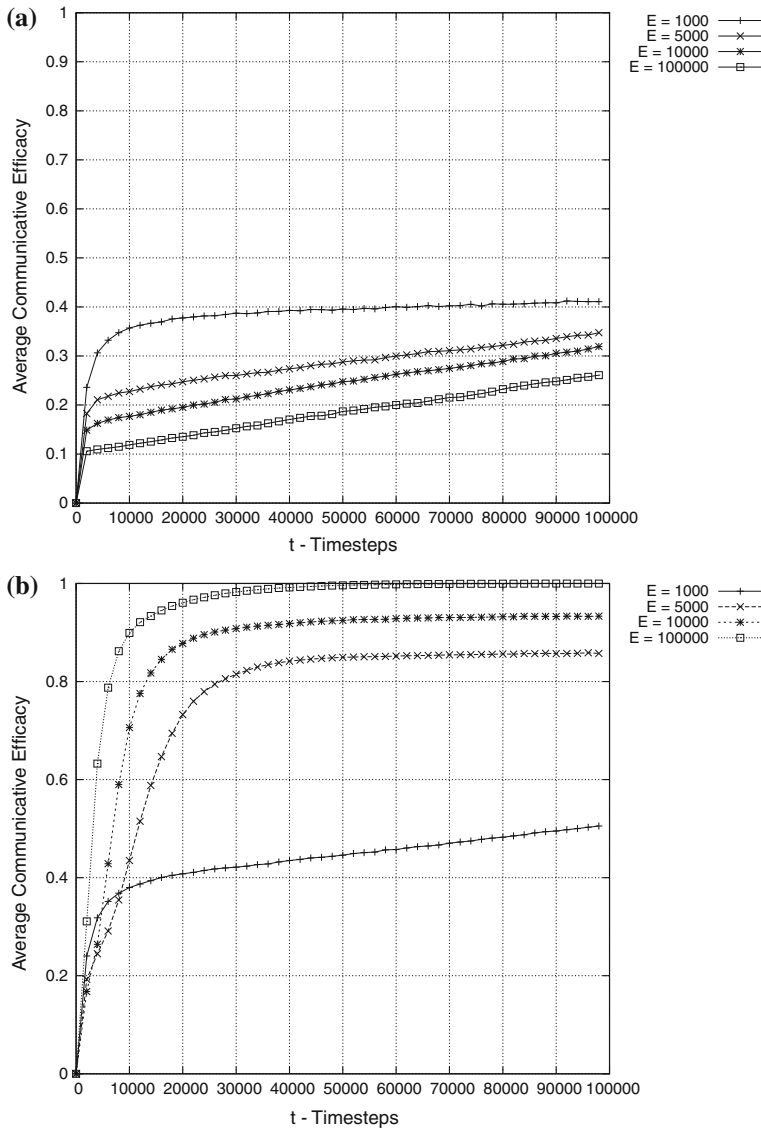 (a)
1
0.9
0.8
0.7
0.6
0.5
0.4
0.3
0.2
0.1
0
Average Communicative Efficacy
0 10000 20000 30000 40000 50000 60000 70000 80000 90000 100000
t - Timesteps
E = 1000
E = 5000
E = 10000
E = 100000
(b)
1
0.8
0.6
0.4
0.2
0
Average Communicative Efficacy
0 10000 20000 30000 40000 50000 60000 70000 80000 90000 100000
t - Timesteps
E = 1000
E = 5000
E = 10000
E = 100000